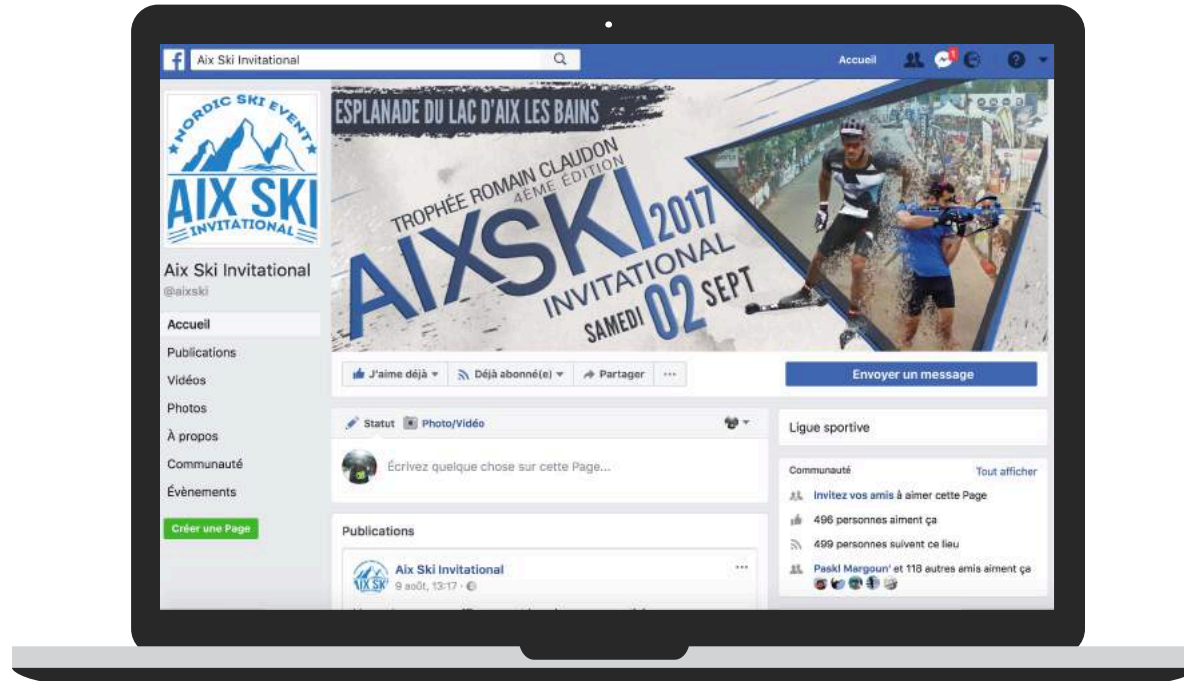 Aix Ski Invitational
Accueil
1
NORDIC SKI EVENT
AIX SKI
INVITATIONAL
Aix Ski Invitational
@aixski
Accueil
Publications
Vidéos
Photos
À propos
Communauté
Évènements
Créer une Page
ESPLANADE DU LAC D'AIX LES BAINS
TROPHÉE ROMAIN CLAUDON
4ÈME ÉDITION
AIXSKI 2017
INVITATIONAL
SAMEDI 02 SEPT
J'aime déjà
Déjà abonné(e)
Partager
Envoyer un message
Statut
Photo/Vidéo
Écrivez quelque chose sur cette Page...
Publications
Aix Ski Invitational
9 août, 13:17
Ligue sportive
Communauté
Tout afficher
Invitez vos amis à aimer cette Page
496 personnes aiment ça
499 personnes suivent ce lieu
Paskl Margoun' et 118 autres amis aiment ça